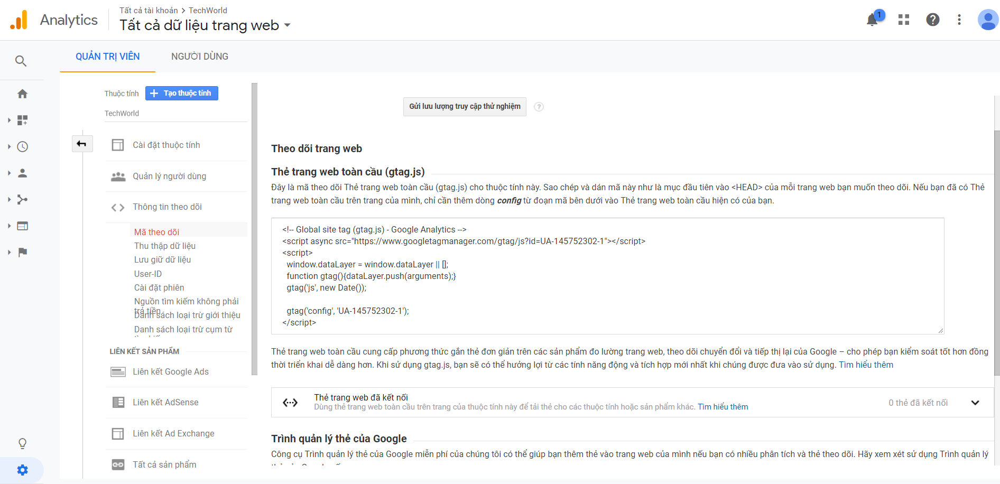 Analytics
Tất cả tài khoản > TechWorld
Tất cả dữ liệu trang web
1
QUẢN TRỊ VIÊN
NGƯỜI DÙNG
Thuộc tính
Tạo thuộc tính
TechWorld
Cài đặt thuộc tính
Quản lý người dùng
Thông tin theo dõi
Mã theo dõi
Thu thập dữ liệu
Lưu giữ dữ liệu
User-ID
Cài đặt phiên
Nguồn tìm kiếm không phải
trả tiền
Danh sách loại trừ giới thiệu
Danh sách loại trừ cụm từ
LIÊN KẾT SẢN PHẨM
Liên kết Google Ads
Liên kết AdSense
Liên kết Ad Exchange
Tất cả sản phẩm
Gửi lưu lượng truy cập thử nghiệm
?
Theo dõi trang web
Thẻ trang web toàn cầu (gtag.js)
Đây là mã theo dõi Thẻ trang web toàn cầu (gtag.js) cho thuộc tính này. Sao chép và dán mã này như là mục đầu tiên vào <HEAD> của mỗi trang web bạn muốn theo dõi. Nếu bạn đã có Thẻ
trang web toàn cầu trên trang của mình, chỉ cần thêm dòng config từ đoạn mã bên dưới vào Thẻ trang web toàn cầu hiện có của bạn.
<!-- Global site tag (gtag.js) - Google Analytics -->
<script async src="https://www.googletagmanager.com/gtag/js?id=UA-145752302-1"></script>
<script>
window.dataLayer = window.dataLayer || [];
function gtag(){dataLayer.push(arguments);}
gtag('js', new Date());
gtag('config', 'UA-145752302-1');
</script>
Thẻ trang web toàn cầu cung cấp phương thức gắn thẻ đơn giản trên các sản phẩm đo lường trang web, theo dõi chuyển đổi và tiếp thị lại của Google – cho phép bạn kiểm soát tốt hơn đồng
thời triển khai dễ dàng hơn. Khi sử dụng gtag.js, bạn sẽ có thể hưởng lợi từ các tính năng động và tích hợp mới nhất khi chúng được đưa vào sử dụng. Tìm hiểu thêm
Thẻ trang web đã kết nối
Dùng thẻ trang web toàn cầu trên trang của thuộc tính này để tải thẻ cho các thuộc tính hoặc sản phẩm khác. Tìm hiểu thêm
0 thẻ đã kết nối
Trình quản lý thẻ của Google
Công cụ Trình quản lý thẻ của Google miễn phí của chúng tôi có thể giúp bạn thêm thẻ vào trang web của mình nếu bạn có nhiều phân tích và thẻ theo dõi. Hãy xem xét sử dụng Trình quản lý